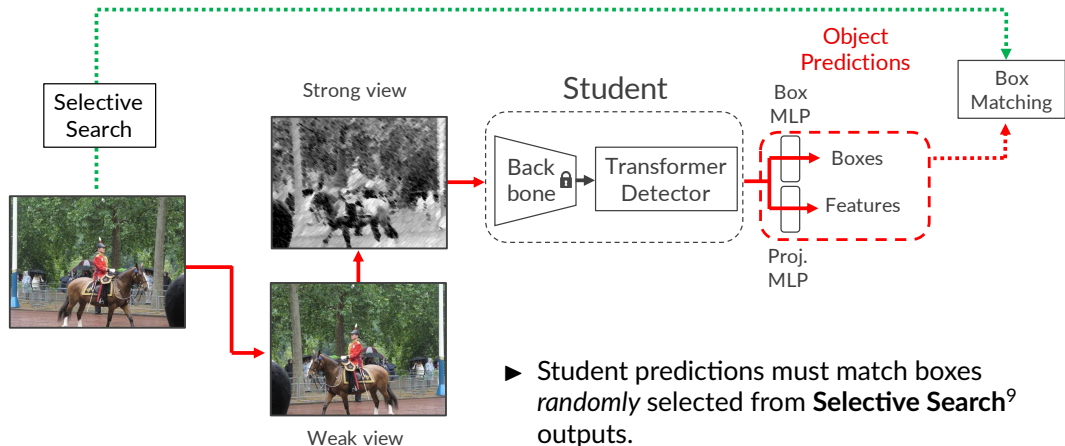 Object
Predictions
Selective
Search
Strong view
Student
Box
MLP
Box
Matching
Back
bone
Transformer
Detector
Boxes
Features
Proj.
MLP
Weak view
► Student predictions must match boxes
randomly selected from Selective Search⁹
outputs.